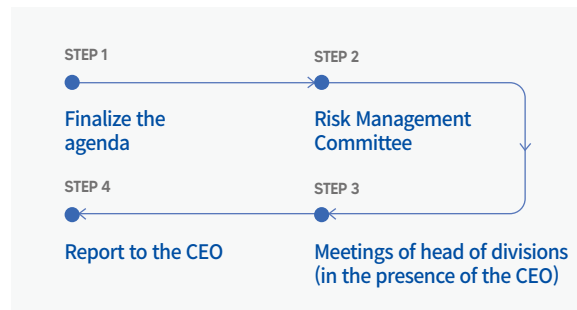 STEP 1
Finalize the
agenda
STEP 2
Risk Management
Committee
STEP 3
Meetings of head of divisions
(in the presence of the CEO)
STEP 4
Report to the CEO